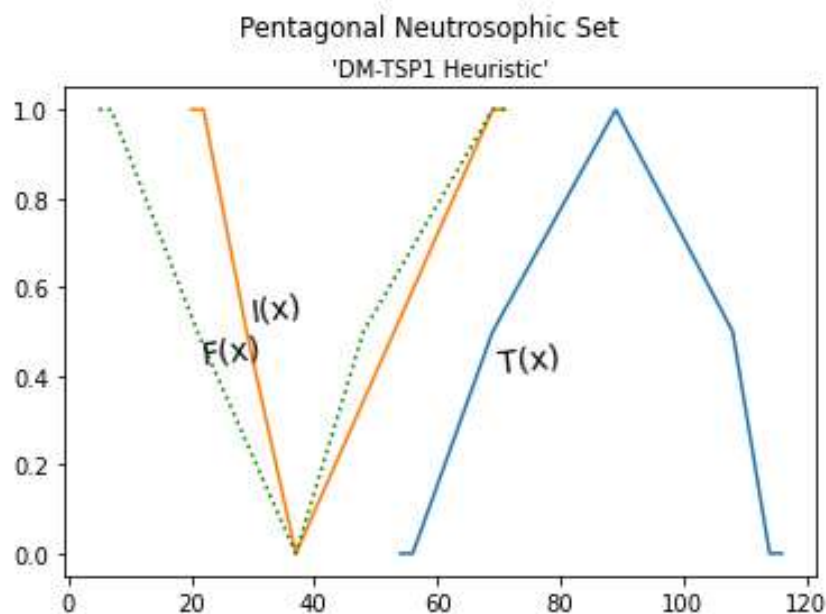 Pentagonal Neutrosophic Set
'DM-TSP1 Heuristic'
1.0
0.8
0.6
I(x)
F(x)
T(x)
0.4
0.2
0.0
0 20 40 60 80 100 120